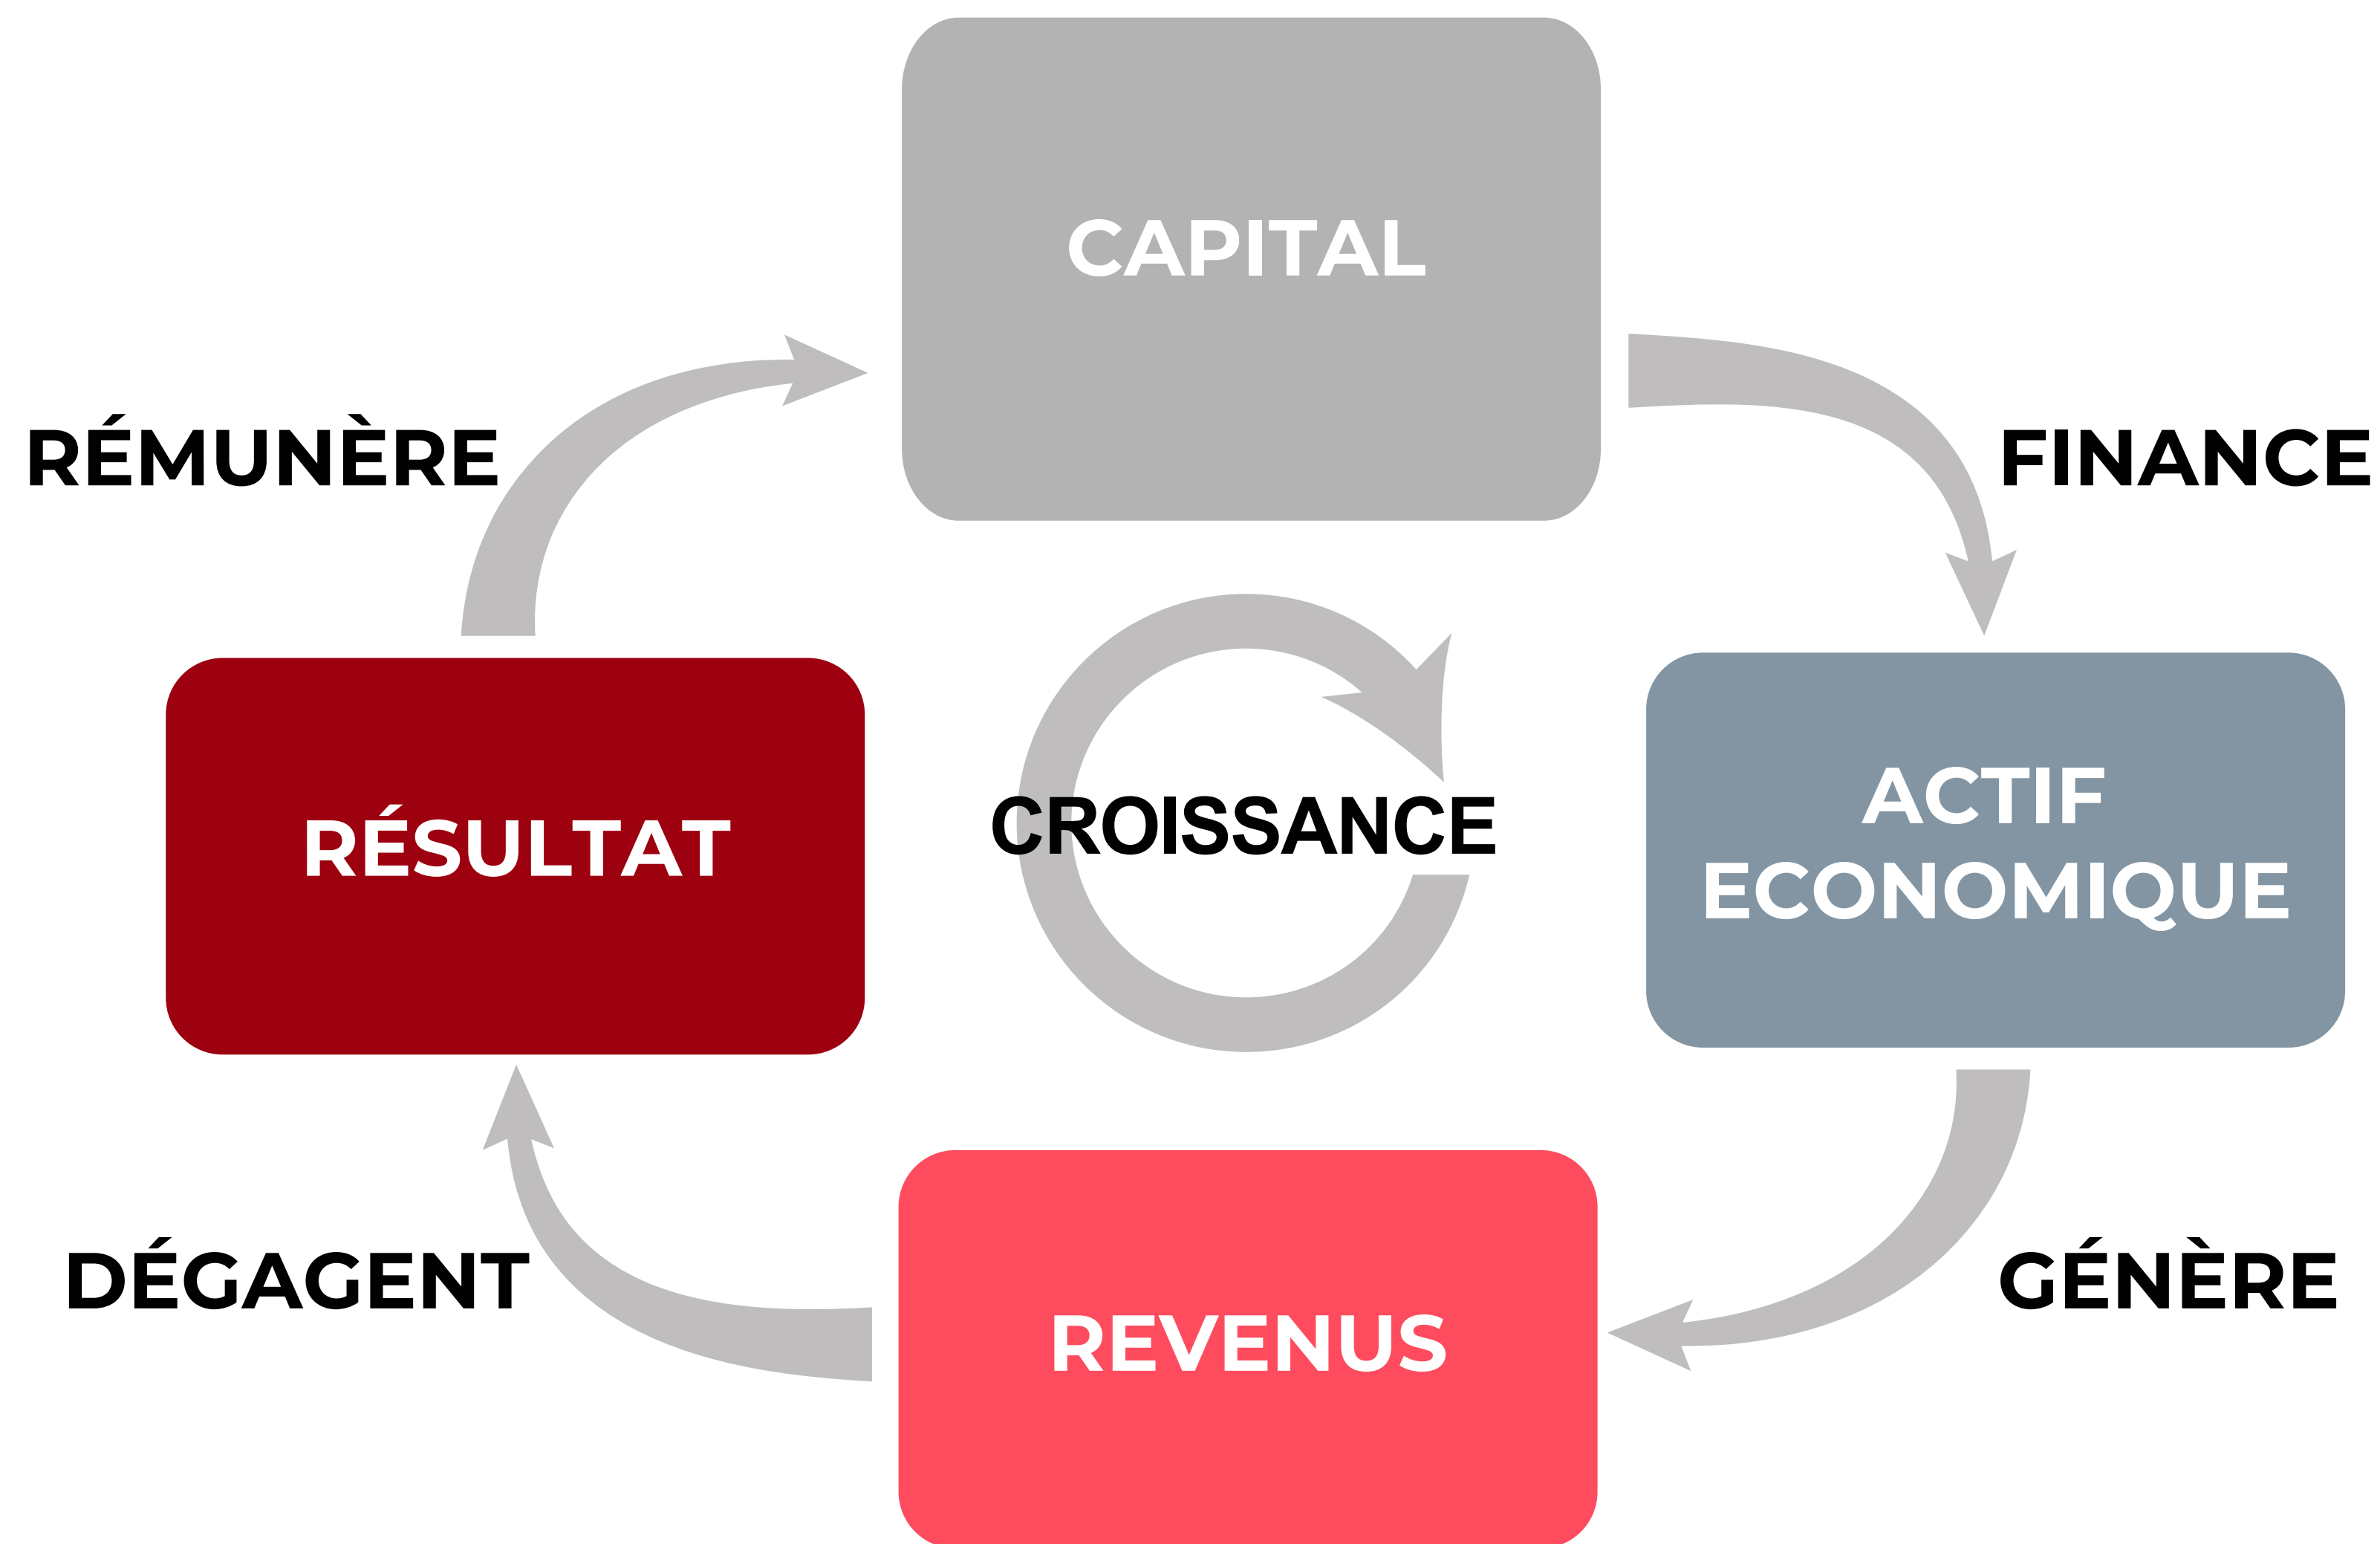 CAPITAL
RÉMUNÈRE
FINANCE
RÉSULTAT
CROISSANCE
ACTIF
ECONOMIQUE
DÉGAGENT
GÉNÈRE
REVENUS